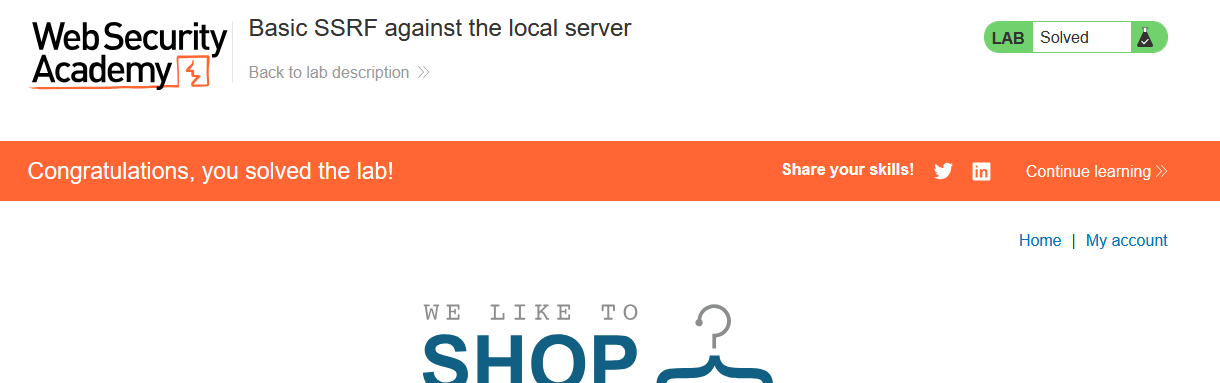 Web Security
Academy
Basic SSRF against the local server
Back to lab description
LAB Solved
Congratulations, you solved the lab!
Share your skills!
Continue learning
Home | My account
WE LIKE TO
SHOP